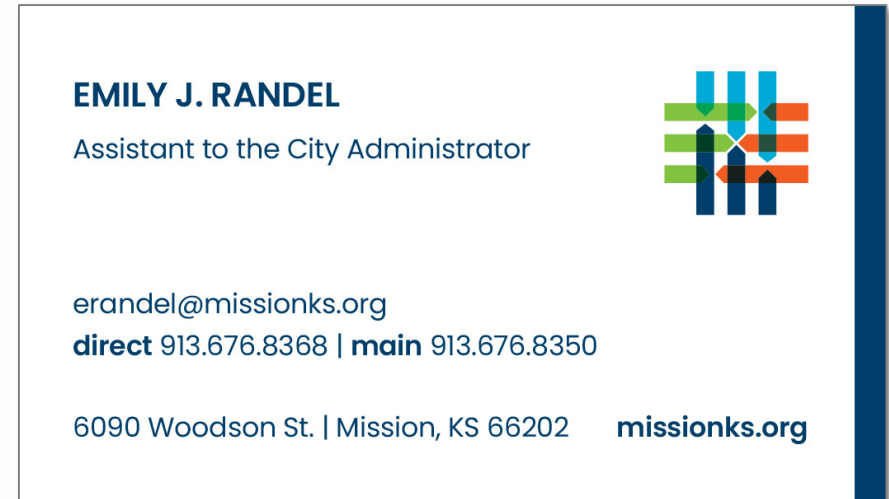 EMILY J. RANDEL
Assistant to the City Administrator
erandel@missionks.org
direct 913.676.8368 | main 913.676.8350
6090 Woodson St. | Mission, KS 66202 missionks.org